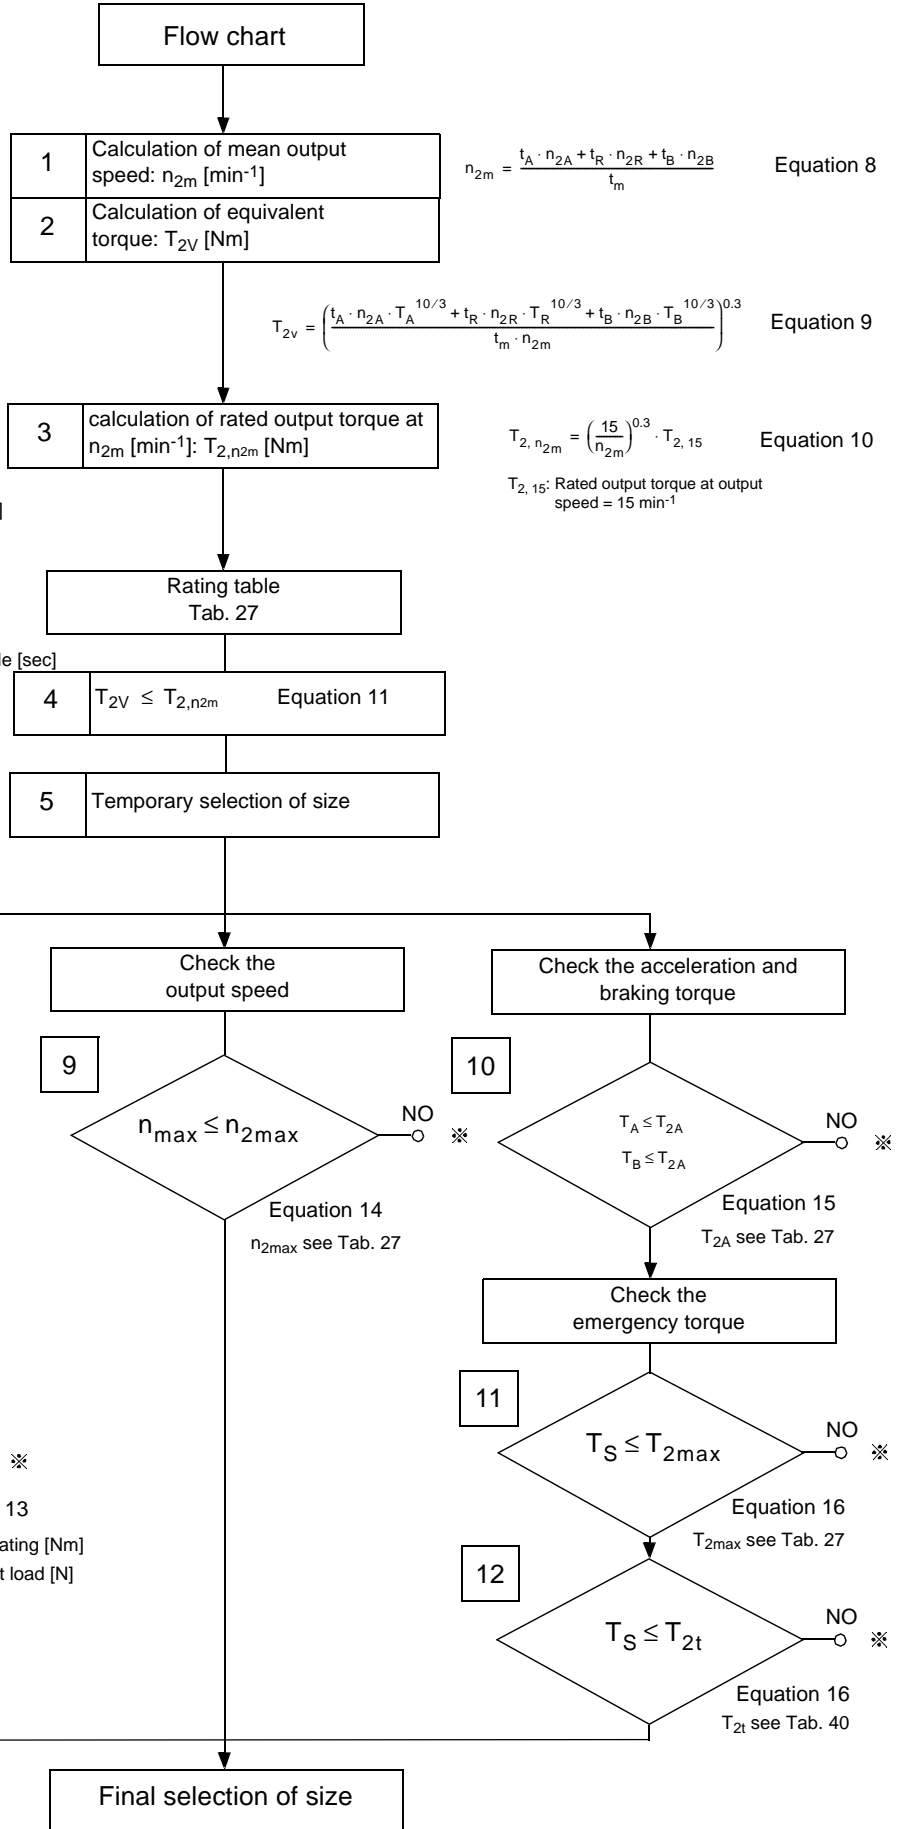 Flow chart
1
Calculation of mean output
speed: n2m [min-1]
n2m = (tA · n2A + tR · n2R + tB · n2B) / tm
Equation 8
2
Calculation of equivalent
torque: T2V [Nm]
T2v = ((tA · n2A · TA^10/3 + tR · n2R · TR^10/3 + tB · n2B · TB^10/3) / (tm · n2m))^0.3
Equation 9
3
calculation of rated output torque at
n2m [min-1]: T2,n2m [Nm]
T2, n2m = (15 / n2m)^0.3 · T2, 15
Equation 10
T2, 15: Rated output torque at output
speed = 15 min-1
]
Rating table
Tab. 27
le [sec]
4
T2V ≤ T2,n2m
Equation 11
5
Temporary selection of size
Check the
output speed
Check the acceleration and
braking torque
9
nmax ≤ n2max
NO
※
Equation 14
n2max see Tab. 27
10
TA ≤ T2A
TB ≤ T2A
NO
※
Equation 15
T2A see Tab. 27
Check the
emergency torque
11
TS ≤ T2max
NO
※
Equation 16
T2max see Tab. 27
※
13
ating [Nm]
t load [N]
12
TS ≤ T2t
NO
※
Equation 16
T2t see Tab. 40
Final selection of size